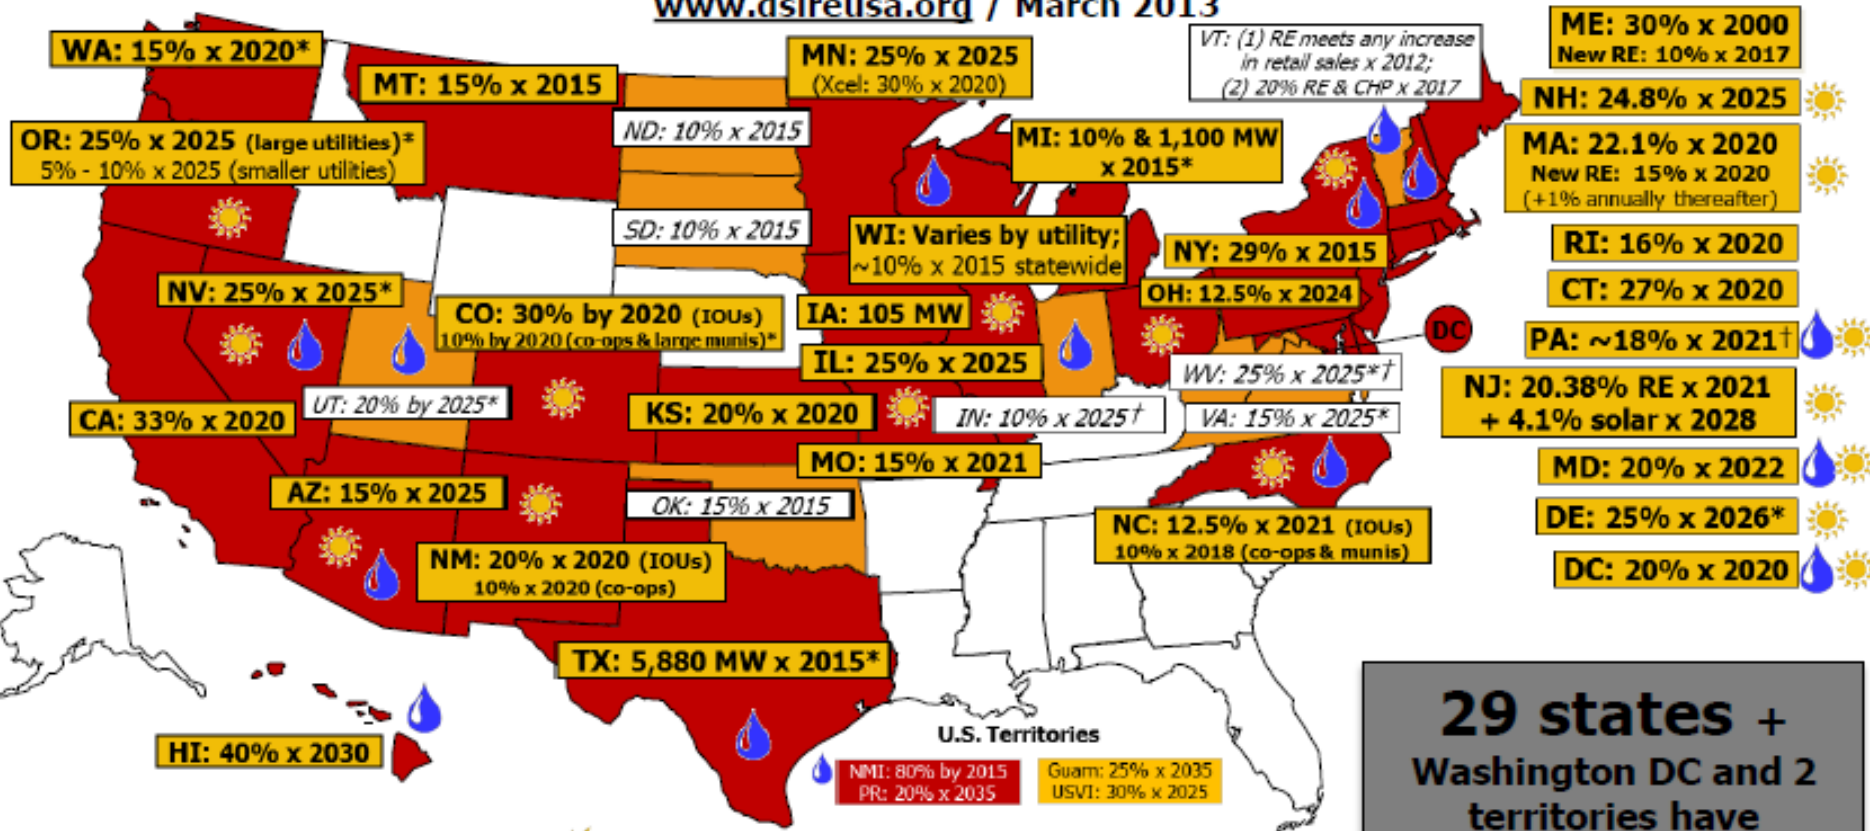 www.dsireusa.org / March 2013
WA: 15% x 2020*
MT: 15% x 2015
MN: 25% x 2025
(Xcel: 30% x 2020)
VT: (1) RE meets any increase
in retail sales x 2012;
(2) 20% RE & CHP x 2017
ME: 30% x 2000
New RE: 10% x 2017
NH: 24.8% x 2025
OR: 25% x 2025 (large utilities)*
5% - 10% x 2025 (smaller utilities)
ND: 10% x 2015
MI: 10% & 1,100 MW
x 2015*
MA: 22.1% x 2020
New RE: 15% x 2020
(+1% annually thereafter)
SD: 10% x 2015
WI: Varies by utility;
~10% x 2015 statewide
NY: 29% x 2015
RI: 16% x 2020
NV: 25% x 2025*
CO: 30% by 2020 (IOUs)
10% by 2020 (co-ops & large munis)*
IA: 105 MW
OH: 12.5% x 2024
CT: 27% x 2020
DC
PA: ~18% x 2021†
IL: 25% x 2025
WV: 25% x 2025*†
NJ: 20.38% RE x 2021
+ 4.1% solar x 2028
UT: 20% by 2025*
CA: 33% x 2020
KS: 20% x 2020
IN: 10% x 2025†
VA: 15% x 2025*
MO: 15% x 2021
MD: 20% x 2022
AZ: 15% x 2025
OK: 15% x 2015
NC: 12.5% x 2021 (IOUs)
10% x 2018 (co-ops & munis)
DE: 25% x 2026*
NM: 20% x 2020 (IOUs)
10% x 2020 (co-ops)
DC: 20% x 2020
TX: 5,880 MW x 2015*
HI: 40% x 2030
U.S. Territories
NMI: 80% by 2015
PR: 20% x 2035
Guam: 25% x 2035
USVI: 30% x 2025
29 states +
Washington DC and 2
territories have